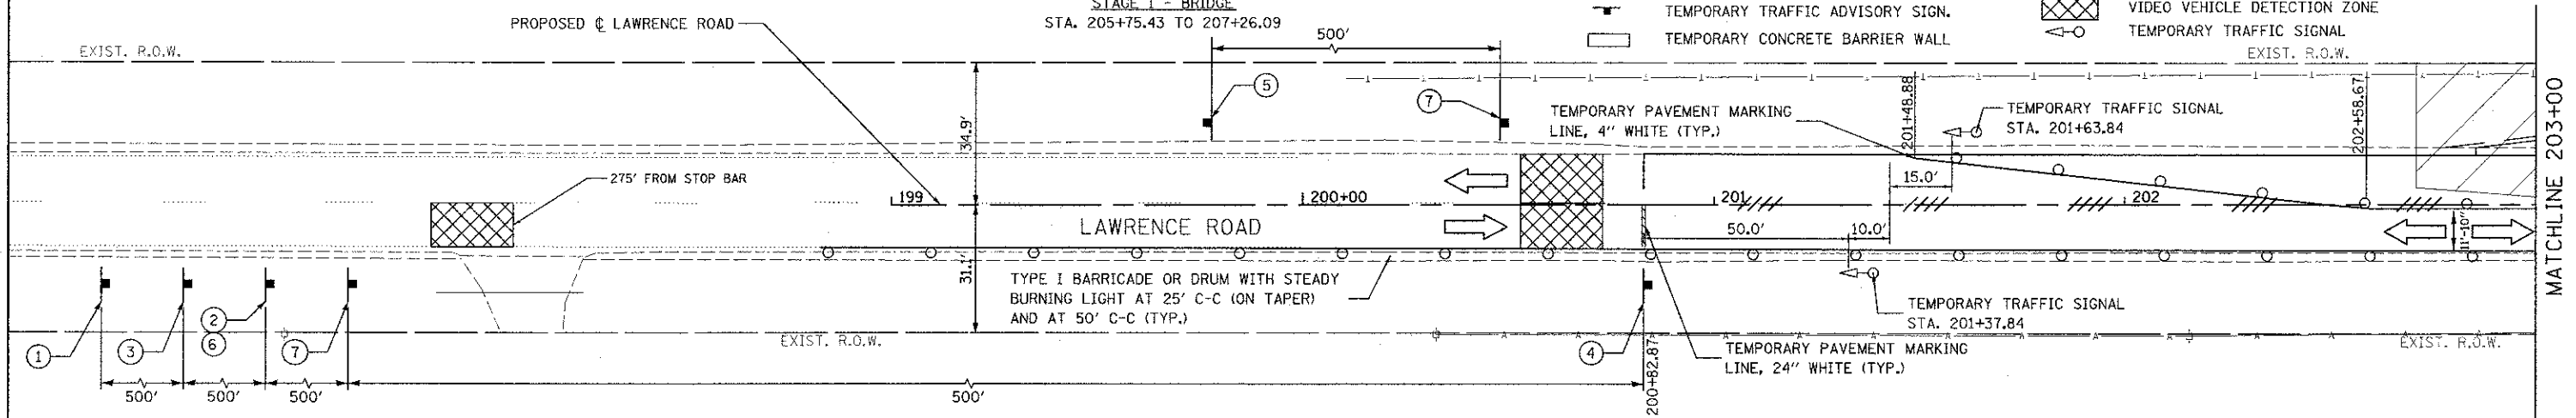 STAGE 1 - BRIDGE
STA. 205+75.43 TO 207+26.09
PROPOSED ℄ LAWRENCE ROAD
TEMPORARY TRAFFIC ADVISORY SIGN.
TEMPORARY CONCRETE BARRIER WALL
VIDEO VEHICLE DETECTION ZONE
TEMPORARY TRAFFIC SIGNAL
EXIST. R.O.W.
EXIST. R.O.W.
500'
5
7
34.9'
31.1'
TEMPORARY PAVEMENT MARKING
LINE, 4" WHITE (TYP.)
201+48.88
TEMPORARY TRAFFIC SIGNAL
STA. 201+63.84
202+58.67
MATCHLINE 203+00
275' FROM STOP BAR
15.0'
199
200+00
201
202
LAWRENCE ROAD
50.0'
10.0'
11'-10"
TYPE I BARRICADE OR DRUM WITH STEADY
BURNING LIGHT AT 25' C-C (ON TAPER)
AND AT 50' C-C (TYP.)
TEMPORARY TRAFFIC SIGNAL
STA. 201+37.84
1
3
2
6
7
4
EXIST. R.O.W.
EXIST. R.O.W.
TEMPORARY PAVEMENT MARKING
LINE, 24" WHITE (TYP.)
200+82.87
500'
500'
500'
500'